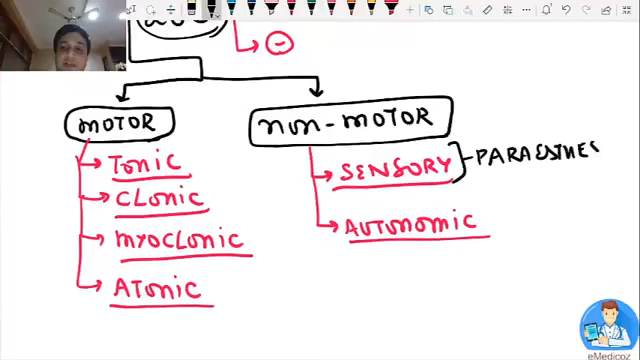 MOTOR
non-MOTOR
Tonic
SENSORY
PARAESTHES
CLonic
AUTONOMIC
MYOCLONIC
ATonic
eMedicoz